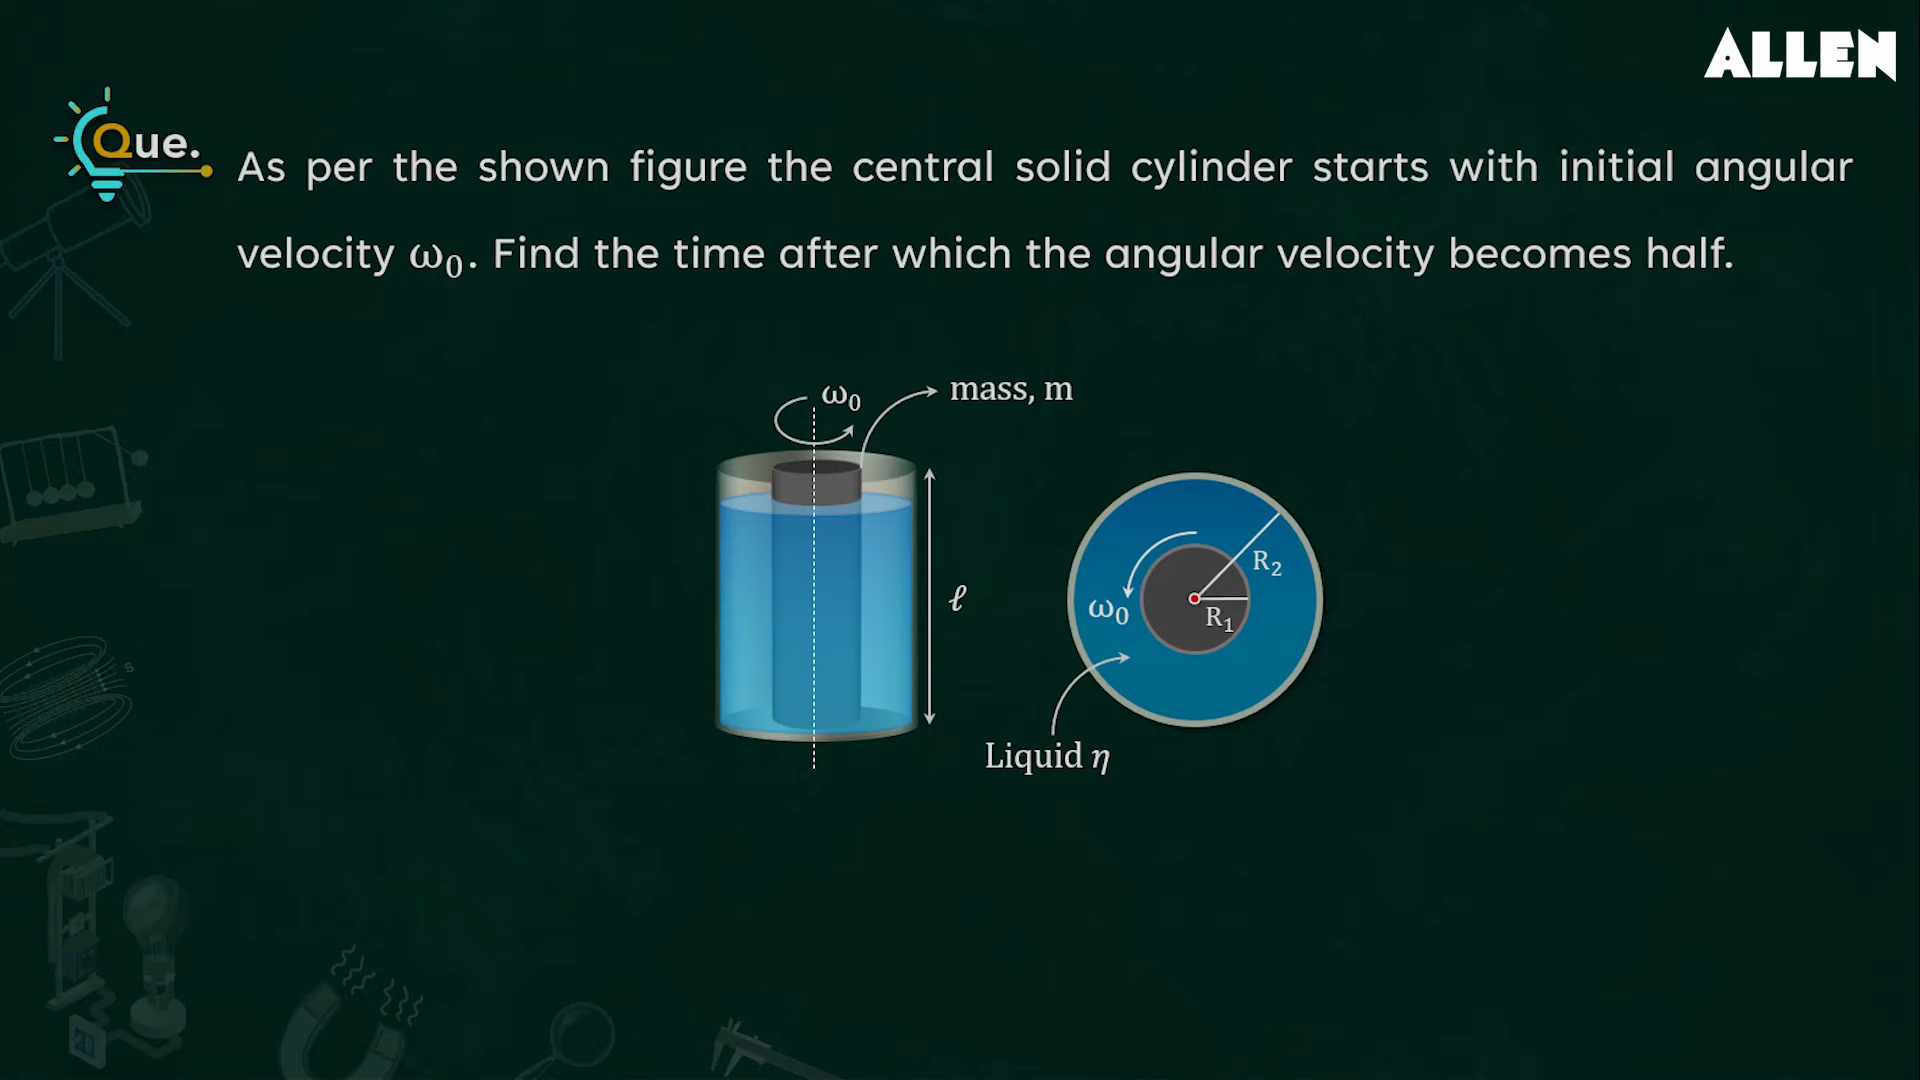 ALLEN
Que.
As per the shown figure the central solid cylinder starts with initial angular
velocity ω₀. Find the time after which the angular velocity becomes half.
ω₀
mass, m
ℓ
R₂
ω₀
R₁
Liquid η